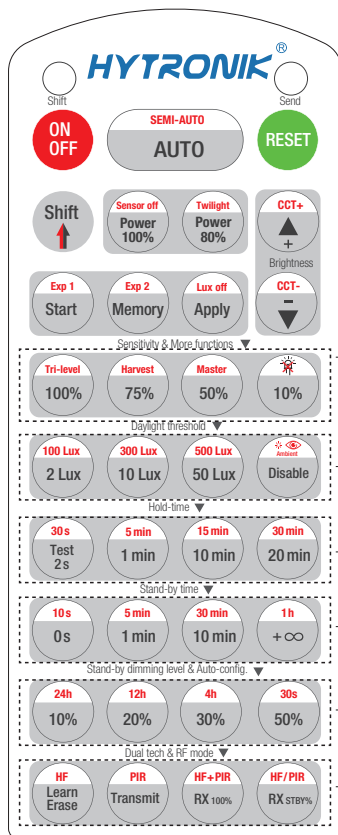 HYTRONIK®
Shift
Send
ON
OFF
SEMI-AUTO
AUTO
RESET
Shift
Sensor off
Power
100%
Twilight
Power
80%
CCT+
+
Brightness
CCT-
-
Exp 1
Start
Exp 2
Memory
Lux off
Apply
Sensitivity & More functions ▼
Tri-level
100%
Harvest
75%
Master
50%
10%
Daylight threshold ▼
100 Lux
2 Lux
300 Lux
10 Lux
500 Lux
50 Lux
Ambient
Disable
Hold-time ▼
30s
Test
2s
5 min
1 min
15 min
10 min
30 min
20 min
Stand-by time ▼
10s
0s
5 min
1 min
30 min
10 min
1h
+∞
Stand-by dimming level & Auto-config. ▼
24h
10%
12h
20%
4h
30%
30s
50%
Dual tech & RF mode ▼
HF
Learn
Erase
PIR
Transmit
HF+PIR
RX 100%
HF/PIR
RX STBY%